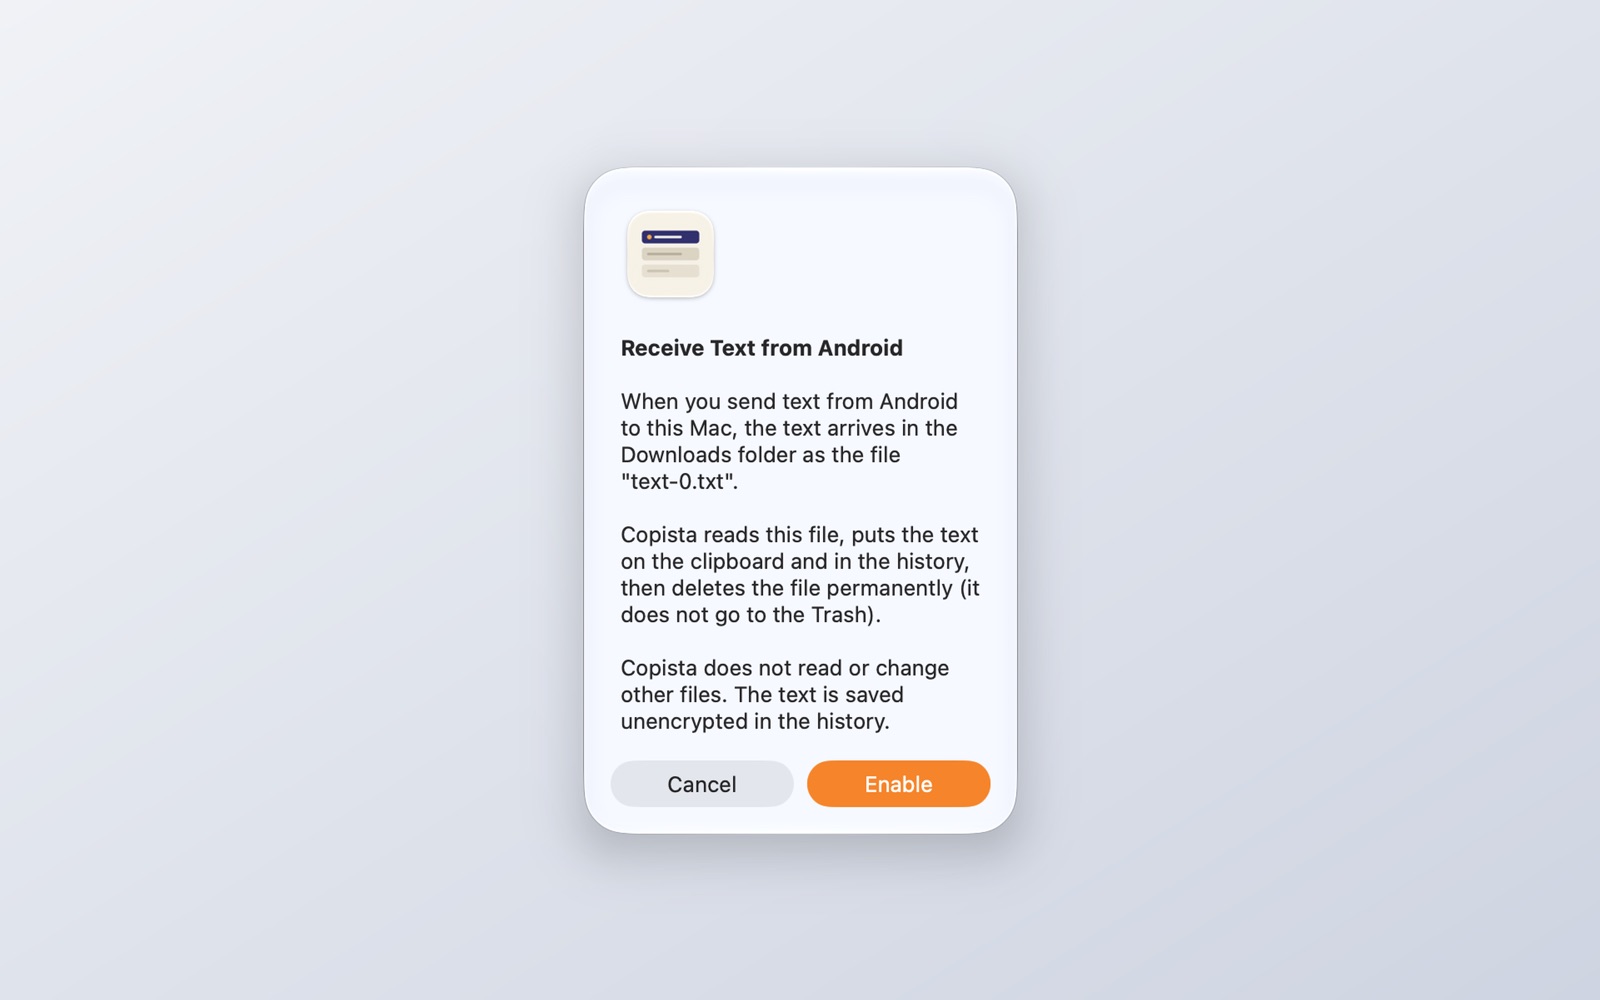 Receive Text from Android
When you send text from Android
to this Mac, the text arrives in the
Downloads folder as the file
"text-0.txt".
Copista reads this file, puts the text
on the clipboard and in the history,
then deletes the file permanently (it
does not go to the Trash).
Copista does not read or change
other files. The text is saved
unencrypted in the history.
Cancel
Enable